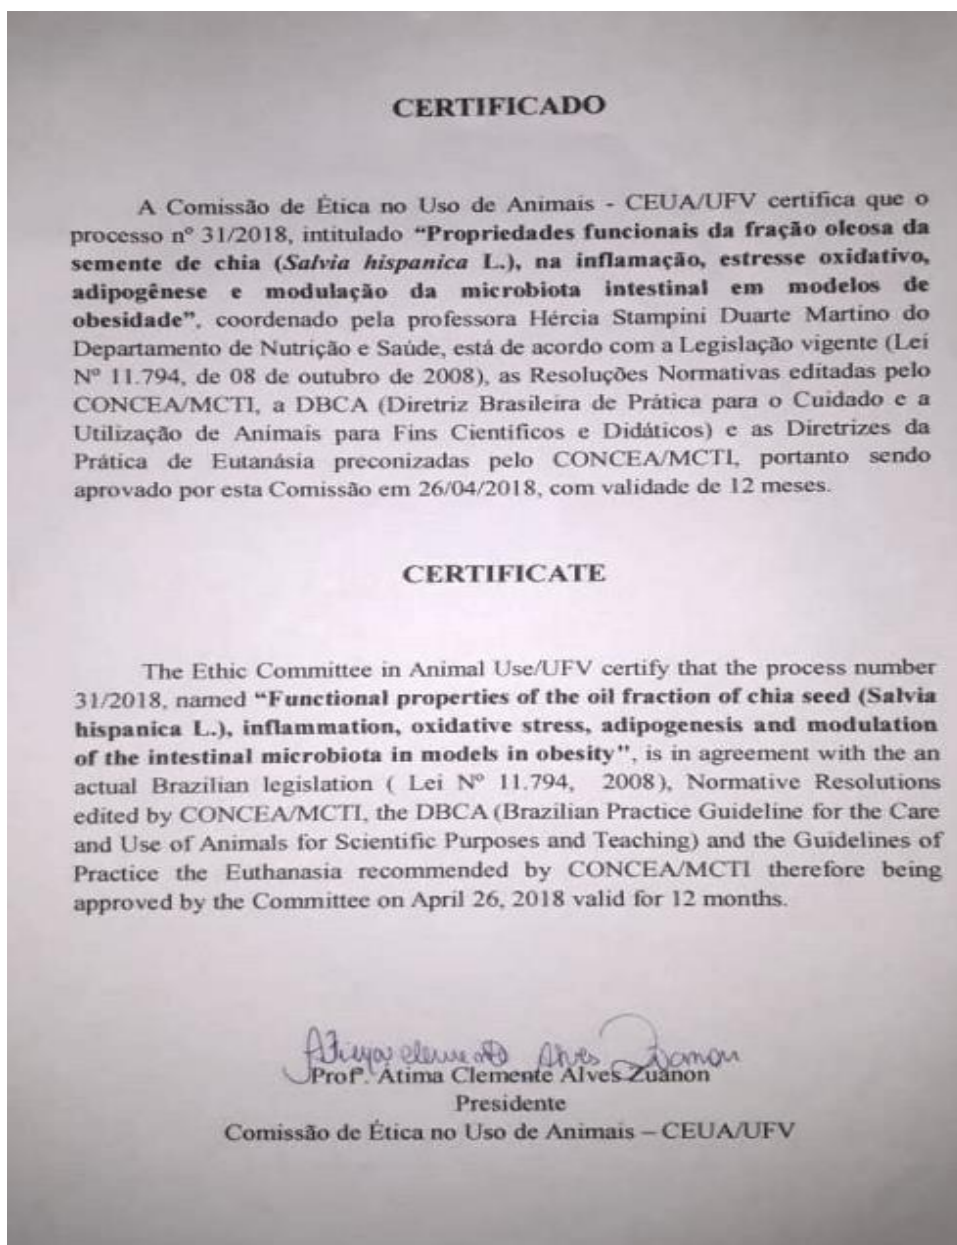 CERTIFICADO
A Comissão de Ética no Uso de Animais - CEUA/UFV certifica que o
processo nº 31/2018, intitulado “Propriedades funcionais da fração oleosa da
semente de chia (Salvia hispanica L.), na inflamação, estresse oxidativo,
adipogênese e modulação da microbiota intestinal em modelos de
obesidade”, coordenado pela professora Hércia Stampini Duarte Martino do
Departamento de Nutrição e Saúde, está de acordo com a Legislação vigente (Lei
Nº 11.794, de 08 de outubro de 2008), as Resoluções Normativas editadas pelo
CONCEA/MCTI, a DBCA (Diretriz Brasileira de Prática para o Cuidado e a
Utilização de Animais para Fins Científicos e Didáticos) e as Diretrizes da
Prática de Eutanásia preconizadas pelo CONCEA/MCTI, portanto sendo
aprovado por esta Comissão em 26/04/2018, com validade de 12 meses.
CERTIFICATE
The Ethic Committee in Animal Use/UFV certify that the process number
31/2018, named “Functional properties of the oil fraction of chia seed (Salvia
hispanica L.), inflammation, oxidative stress, adipogenesis and modulation
of the intestinal microbiota in models in obesity”, is in agreement with the an
actual Brazilian legislation ( Lei Nº 11.794, 2008), Normative Resolutions
edited by CONCEA/MCTI, the DBCA (Brazilian Practice Guideline for the Care
and Use of Animals for Scientific Purposes and Teaching) and the Guidelines of
Practice the Euthanasia recommended by CONCEA/MCTI therefore being
approved by the Committee on April 26, 2018 valid for 12 months.
Átima Clemente Alves Zuanon
Profª. Átima Clemente Alves Zuanon
Presidente
Comissão de Ética no Uso de Animais – CEUA/UFV